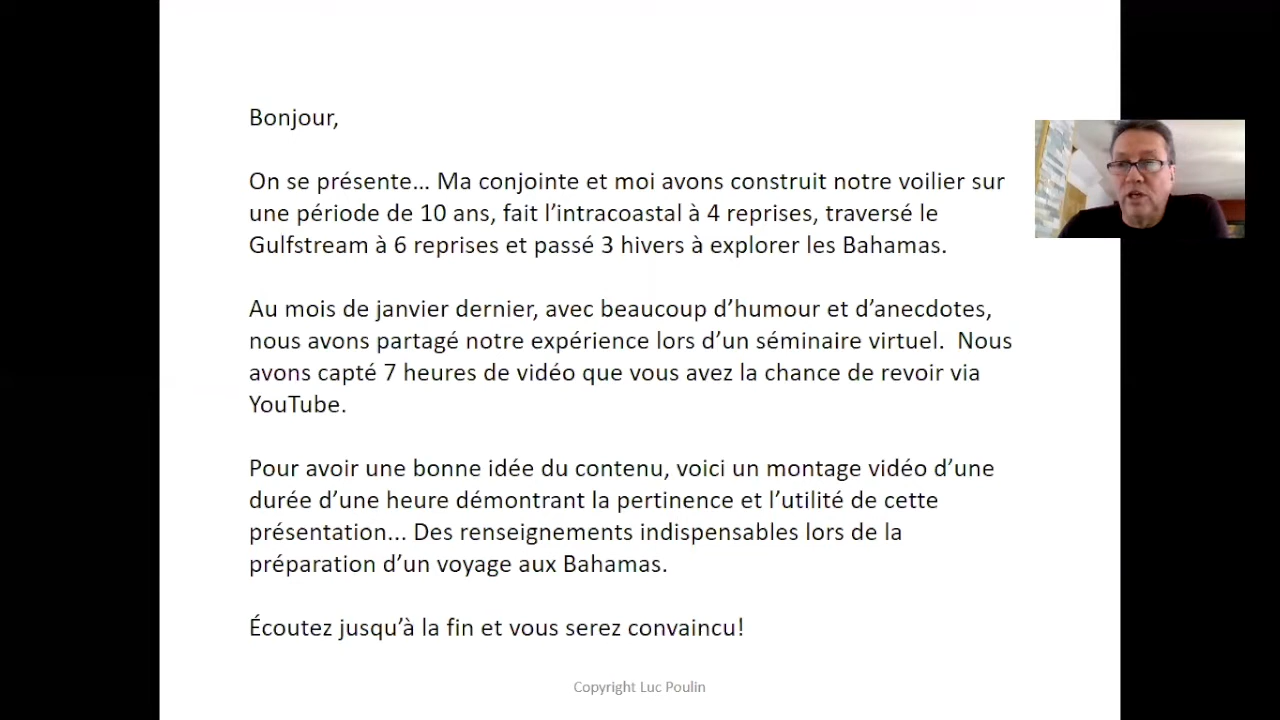 Bonjour,
On se présente... Ma conjointe et moi avons construit notre voilier sur
une période de 10 ans, fait l’intracoastal à 4 reprises, traversé le
Gulfstream à 6 reprises et passé 3 hivers à explorer les Bahamas.
Au mois de janvier dernier, avec beaucoup d’humour et d’anecdotes,
nous avons partagé notre expérience lors d’un séminaire virtuel.  Nous
avons capté 7 heures de vidéo que vous avez la chance de revoir via
YouTube.
Pour avoir une bonne idée du contenu, voici un montage vidéo d’une
durée d’une heure démontrant la pertinence et l’utilité de cette
présentation... Des renseignements indispensables lors de la
préparation d’un voyage aux Bahamas.
Écoutez jusqu’à la fin et vous serez convaincu!
Copyright Luc Poulin